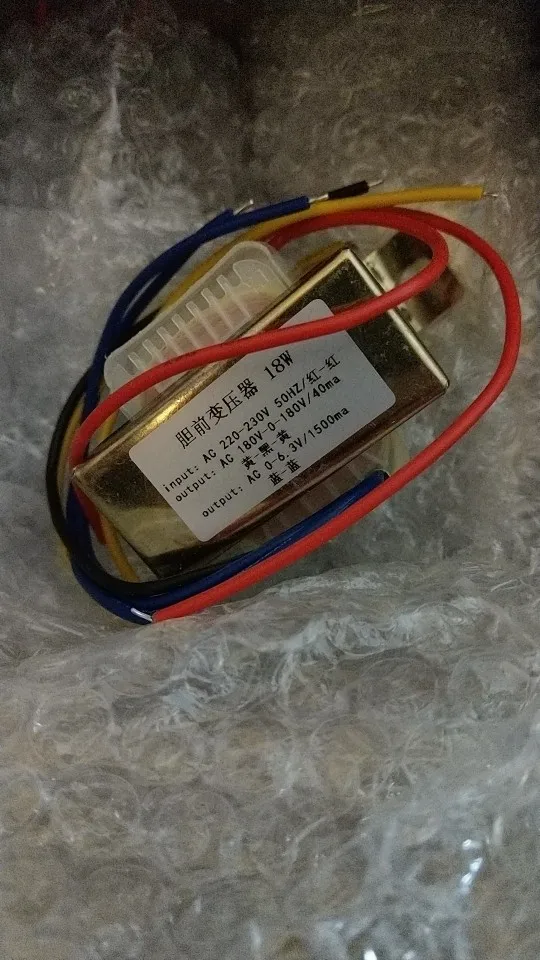 胆前变压器 18W
input: AC 220-230V 50HZ/红-红
output: AC 180V-0-180V/40ma
黄-黑-黄
output: AC 0-6.3V/1500ma
蓝-蓝